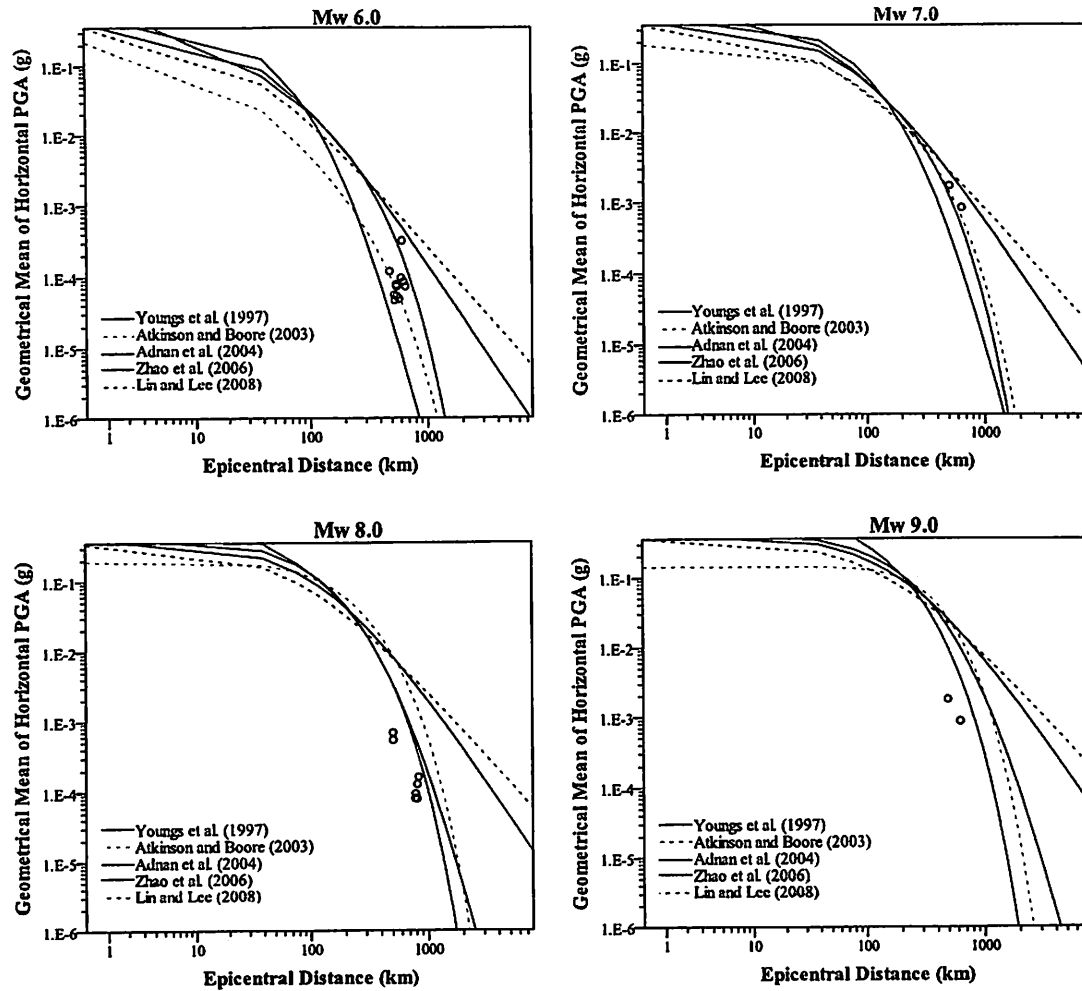 Mw 6.0
Geometrical Mean of Horizontal PGA (g)
1.E-1
1.E-2
1.E-3
1.E-4
1.E-5
1.E-6
Youngs et al. (1997)
Atkinson and Boore (2003)
Adnan et al. (2004)
Zhao et al. (2006)
Lin and Lee (2008)
1 10 100 1000
Epicentral Distance (km)
Mw 7.0
Geometrical Mean of Horizontal PGA (g)
1.E-1
1.E-2
1.E-3
1.E-4
1.E-5
1.E-6
Youngs et al. (1997)
Atkinson and Boore (2003)
Adnan et al. (2004)
Zhao et al. (2006)
Lin and Lee (2008)
1 10 100 1000
Epicentral Distance (km)
Mw 8.0
Geometrical Mean of Horizontal PGA (g)
1.E-1
1.E-2
1.E-3
1.E-4
1.E-5
1.E-6
Youngs et al. (1997)
Atkinson and Boore (2003)
Adnan et al. (2004)
Zhao et al. (2006)
Lin and Lee (2008)
1 10 100 1000
Epicentral Distance (km)
Mw 9.0
Geometrical Mean of Horizontal PGA (g)
1.E-1
1.E-2
1.E-3
1.E-4
1.E-5
1.E-6
Youngs et al. (1997)
Atkinson and Boore (2003)
Adnan et al. (2004)
Zhao et al. (2006)
Lin and Lee (2008)
1 10 100 1000
Epicentral Distance (km)